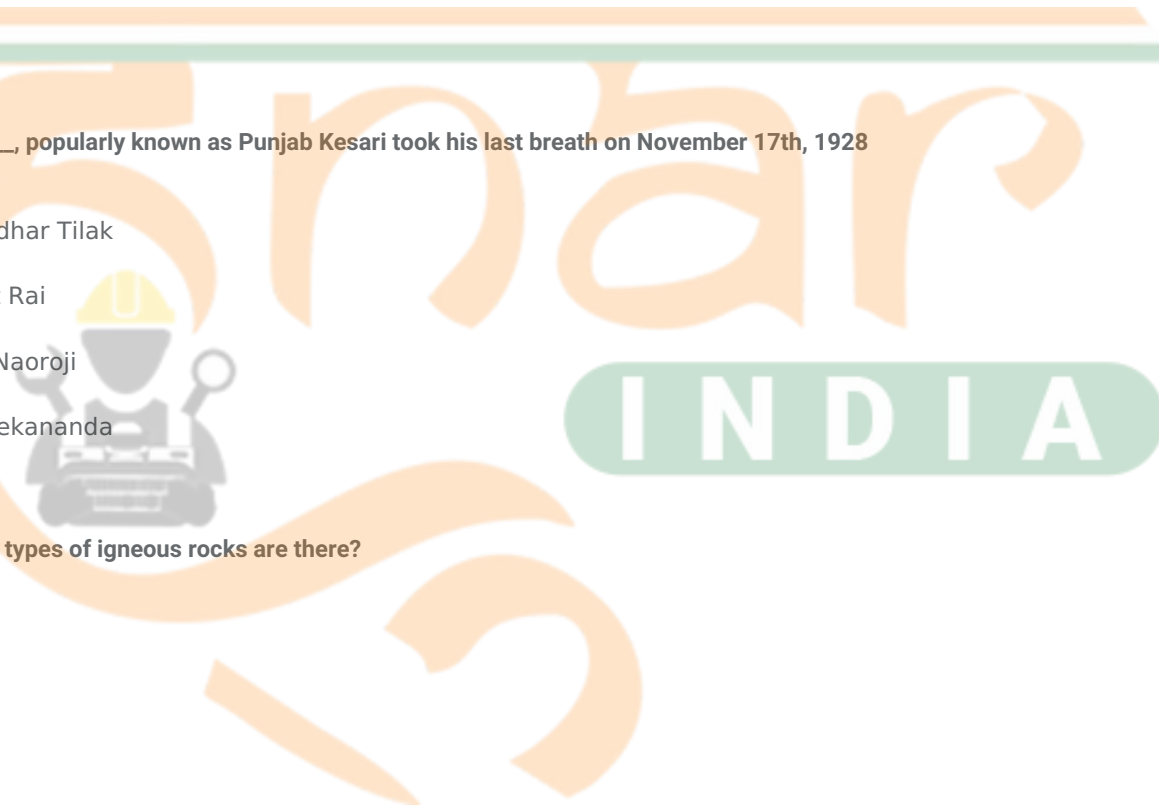 __, popularly known as Punjab Kesari took his last breath on November 17th, 1928
dhar Tilak
Rai
Naoroji
ekananda
INDIA
types of igneous rocks are there?